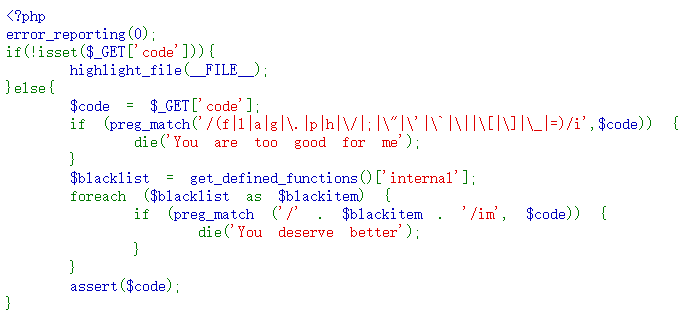 <?php
error_reporting(0);
if(!isset($_GET['code'])){
        highlight_file(__FILE__);
}else{
        $code = $_GET['code'];
        if (preg_match('/(f|l|a|g|\.|p|h|\/|;|\"|\'|\`|\||\[|\]|\_|=)/i',$code)) {
                die('You are too good for me');
        }
        $blacklist = get_defined_functions()['internal'];
        foreach ($blacklist as $blackitem) {
                if (preg_match ('/' . $blackitem . '/im', $code)) {
                        die('You deserve better');
                }
        }
        assert($code);
}